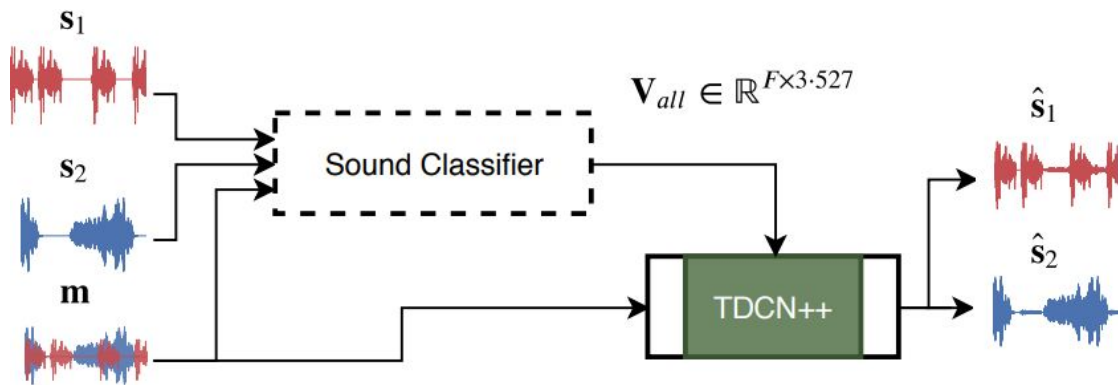 s₁
V_all ∈ ℝ^{F×3·527}
ŝ₁
Sound Classifier
s₂
ŝ₂
m
TDCN++